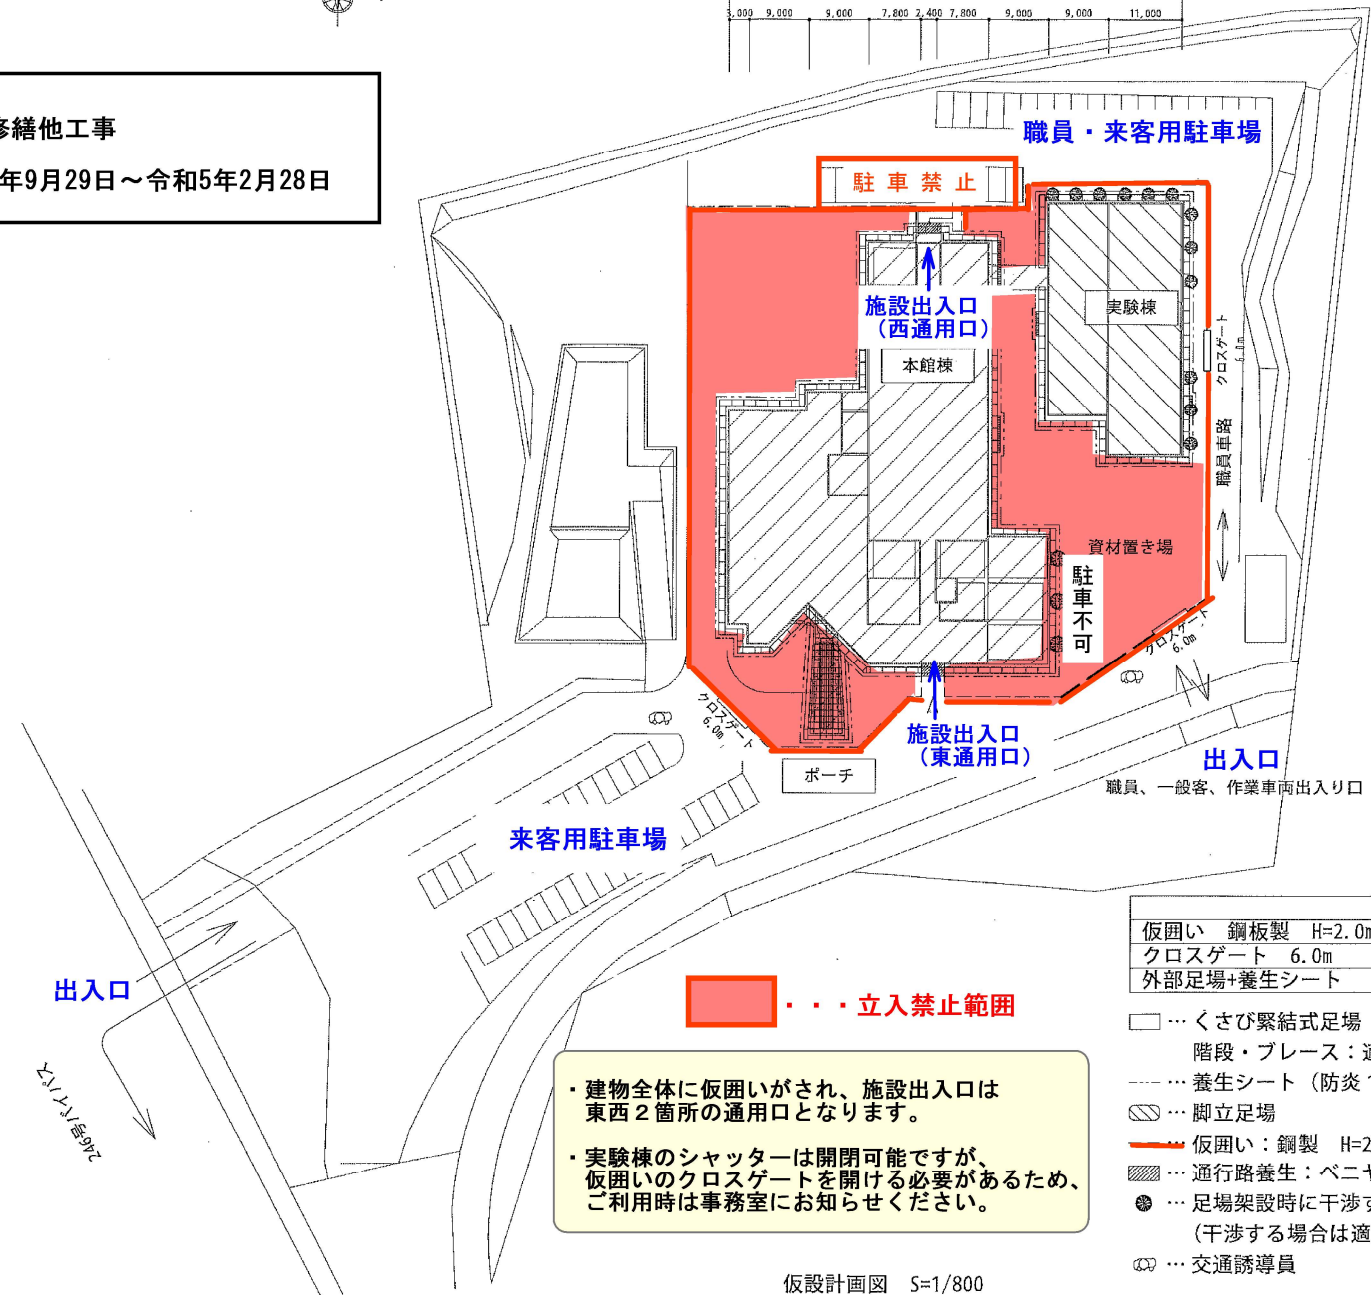 3,000 9,000 9,000 7,800 2,400 7,800 9,000 9,000 11,000
修繕他工事
年9月29日～令和5年2月28日
職員・来客用駐車場
駐車禁止
施設出入口
（西通用口）
実験棟
本館棟
クロスゲート
6.0m
職員車路
資材置き場
駐車不可
クロスゲート
6.0m
クロスゲート
6.0m
施設出入口
（東通用口）
ポーチ
出入口
職員、一般客、作業車両出入り口
来客用駐車場
出入口
246号バイパス
・・・立入禁止範囲
・建物全体に仮囲いがされ、施設出入口は
東西２箇所の通用口となります。
・実験棟のシャッターは開閉可能ですが、
仮囲いのクロスゲートを開ける必要があるため、
ご利用時は事務室にお知らせください。
仮囲い 鋼板製 H=2.0m
クロスゲート 6.0m
外部足場+養生シート
… くさび緊結式足場
階段・ブレース：適
… 養生シート（防炎
… 脚立足場
… 仮囲い：鋼製 H=2
… 通行路養生：ベニヤ
… 足場架設時に干渉す
（干渉する場合は適
… 交通誘導員
仮設計画図 S=1/800